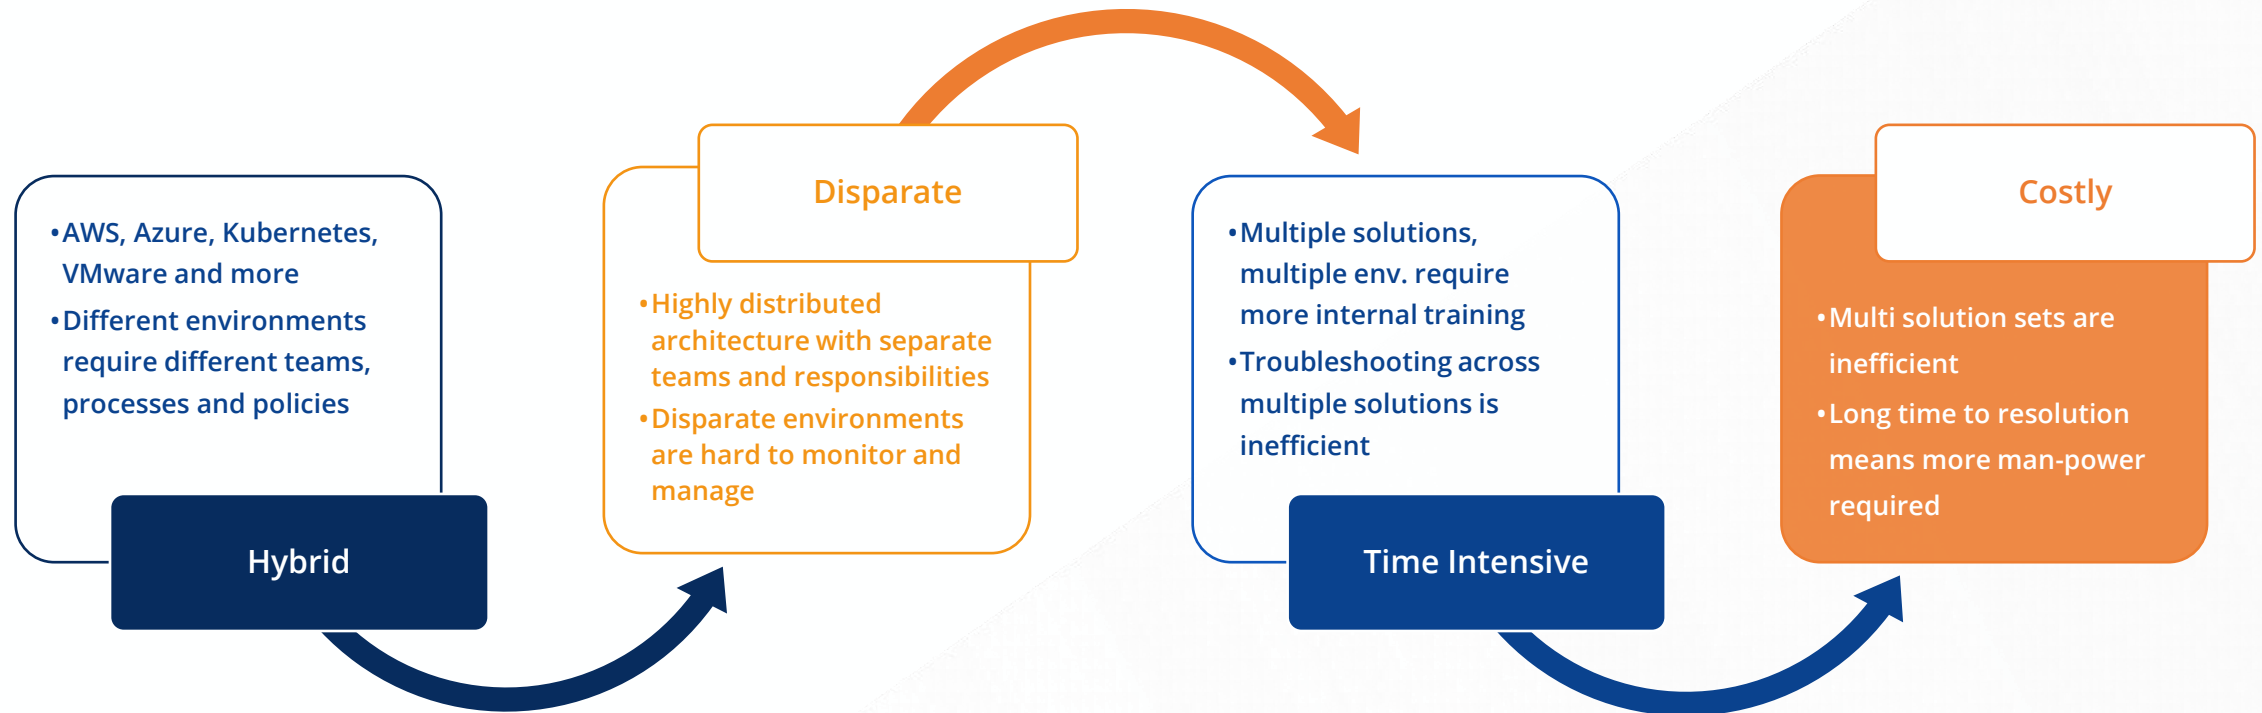 •AWS, Azure, Kubernetes,
VMware and more
•Different environments
require different teams,
processes and policies
Hybrid
Disparate
•Highly distributed
architecture with separate
teams and responsibilities
•Disparate environments
are hard to monitor and
manage
•Multiple solutions,
multiple env. require
more internal training
•Troubleshooting across
multiple solutions is
inefficient
Time Intensive
Costly
•Multi solution sets are
inefficient
•Long time to resolution
means more man-power
required